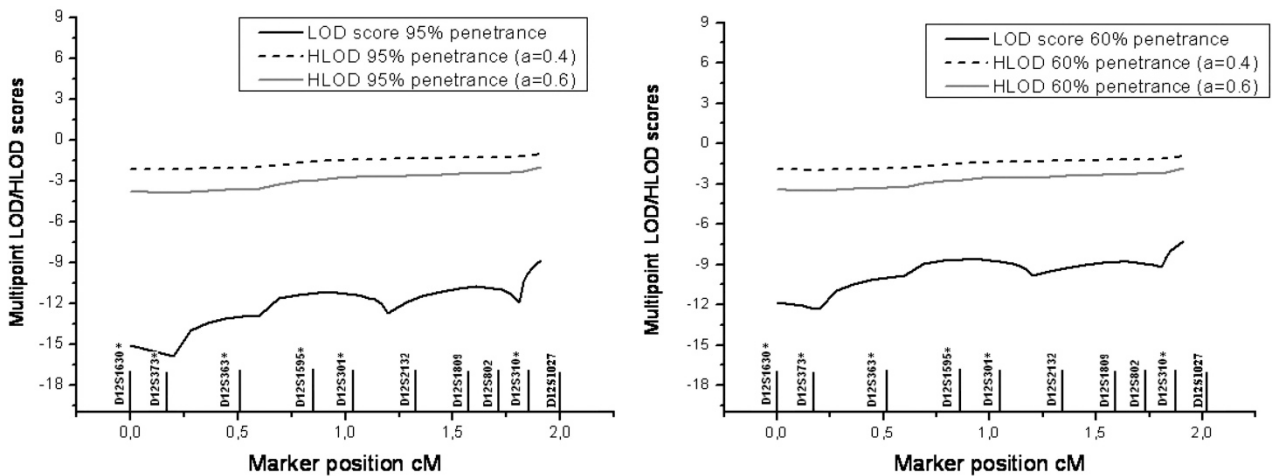 LOD score 95% penetrance
HLOD 95% penetrance (a=0.4)
HLOD 95% penetrance (a=0.6)
Multipoint LOD/HLOD scores
9
6
3
0
-3
-6
-9
-12
-15
-18
D12S1630*
D12S373*
D12S363*
D12S1595*
D12S301*
D12S2132
D12S1809
D12S802
D12S310*
D12S1027
0,0
0,5
1,0
1,5
2,0
Marker position cM
LOD score 60% penetrance
HLOD 60% penetrance (a=0.4)
HLOD 60% penetrance (a=0.6)
Multipoint LOD/HLOD scores
9
6
3
0
-3
-6
-9
-12
-15
-18
D12S1630*
D12S373*
D12S363*
D12S1595*
D12S301*
D12S2132
D12S1809
D12S802
D12S310*
D12S1027
0,0
0,5
1,0
1,5
2,0
Marker position cM